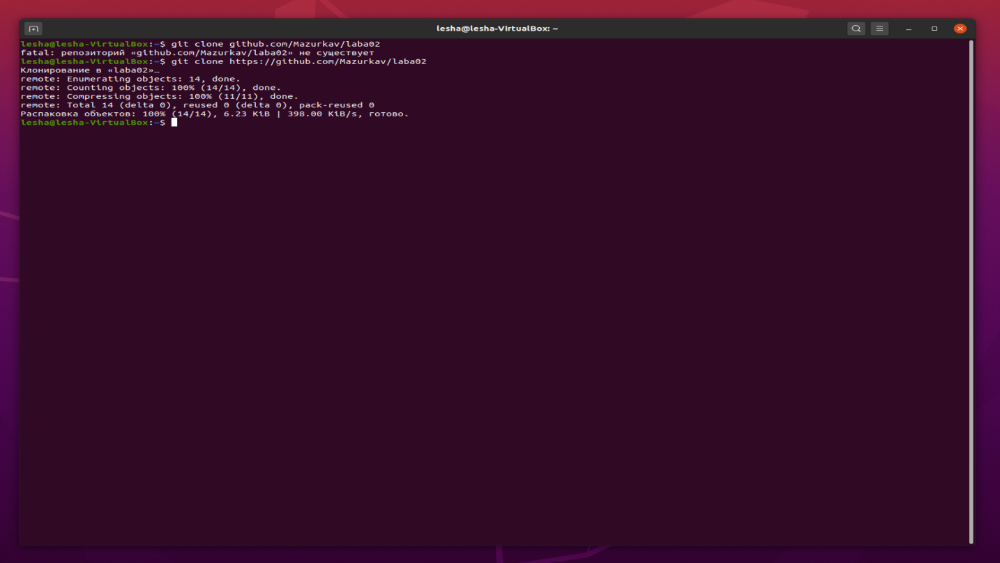 lesha@lesha-VirtualBox: ~
lesha@lesha-VirtualBox:~$ git clone github.com/Mazurkav/laba02
fatal: репозиторий «github.com/Mazurkav/laba02» не существует
lesha@lesha-VirtualBox:~$ git clone https://github.com/Mazurkav/laba02
Клонирование в «laba02»…
remote: Enumerating objects: 14, done.
remote: Counting objects: 100% (14/14), done.
remote: Compressing objects: 100% (11/11), done.
remote: Total 14 (delta 0), reused 0 (delta 0), pack-reused 0
Распаковка объектов: 100% (14/14), 6.23 KiB | 398.00 KiB/s, готово.
lesha@lesha-VirtualBox:~$